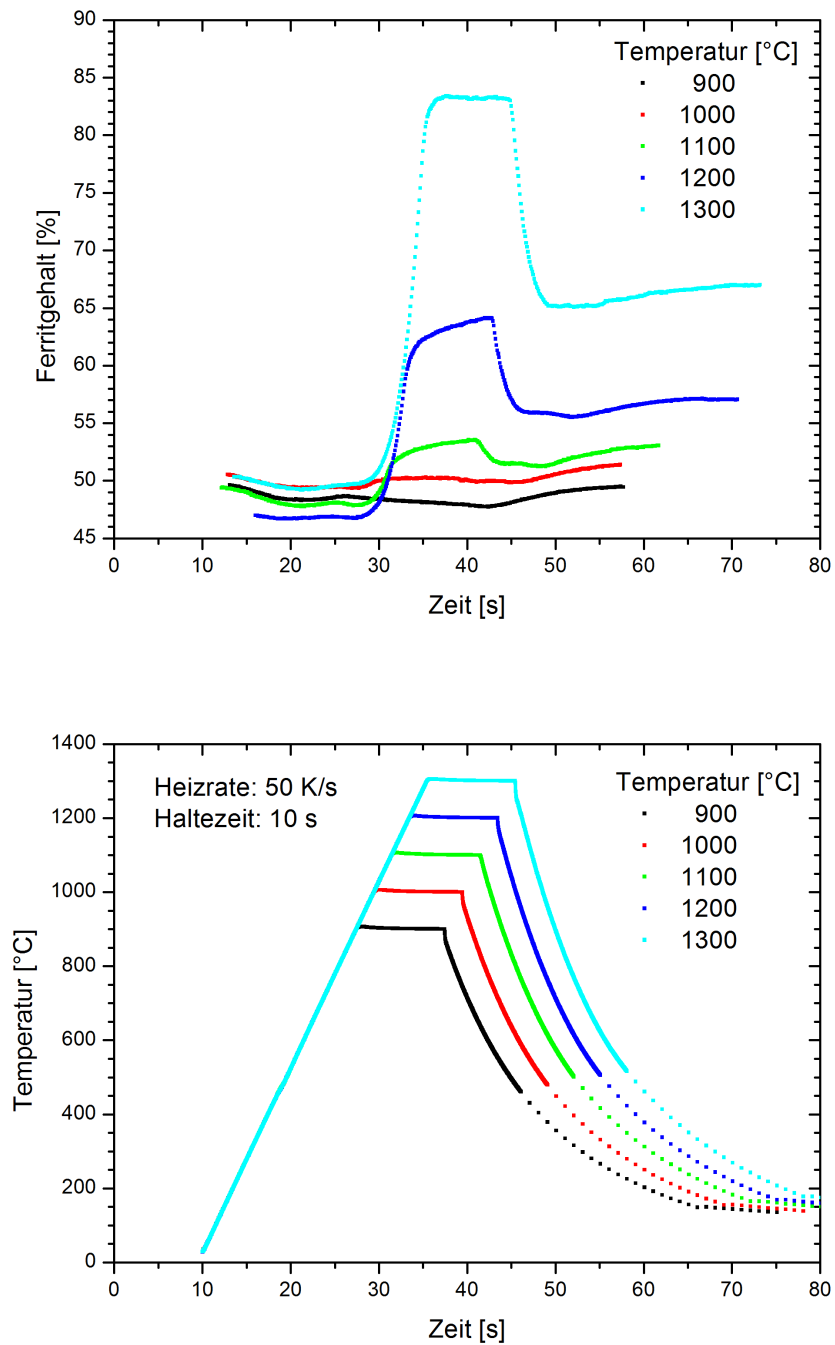 90
85
80
75
70
65
60
55
50
45
Ferritgehalt [%]
Temperatur [°C]
900
1000
1100
1200
1300
0 10 20 30 40 50 60 70 80
Zeit [s]
1400
1200
1000
800
600
400
200
0
Temperatur [°C]
Heizrate: 50 K/s
Haltezeit: 10 s
Temperatur [°C]
900
1000
1100
1200
1300
0 10 20 30 40 50 60 70 80
Zeit [s]